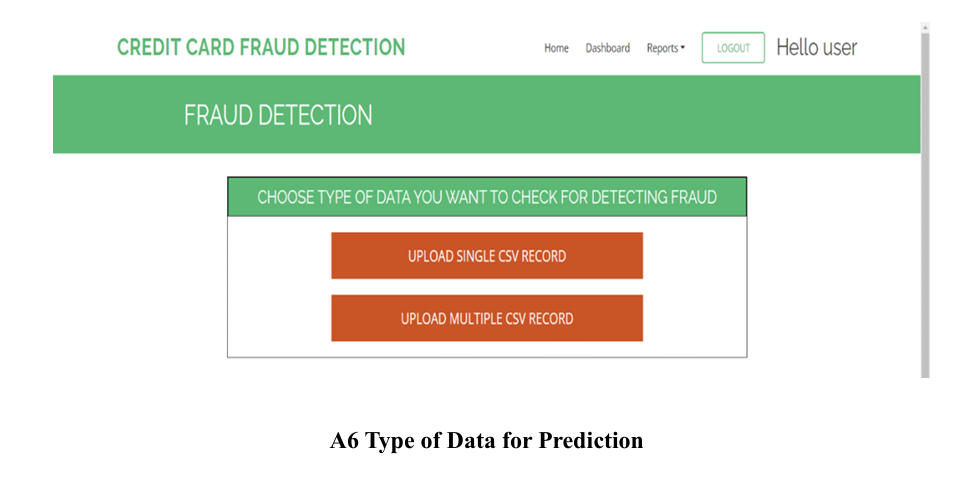 CREDIT CARD FRAUD DETECTION
Home Dashboard Reports LOGOUT Hello user
FRAUD DETECTION
CHOOSE TYPE OF DATA YOU WANT TO CHECK FOR DETECTING FRAUD
UPLOAD SINGLE CSV RECORD
UPLOAD MULTIPLE CSV RECORD
A6 Type of Data for Prediction